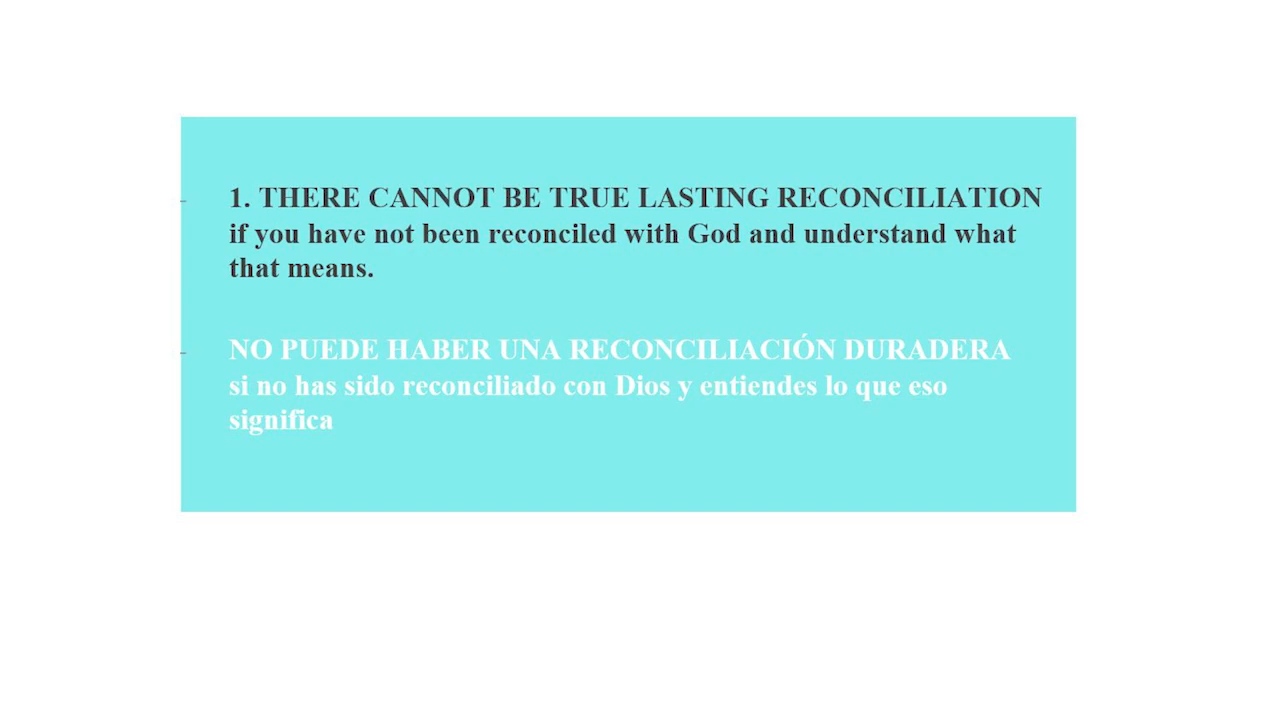 - 1. THERE CANNOT BE TRUE LASTING RECONCILIATION
if you have not been reconciled with God and understand what
that means.
- NO PUEDE HABER UNA RECONCILIACIÓN DURADERA
si no has sido reconciliado con Dios y entiendes lo que eso
significa